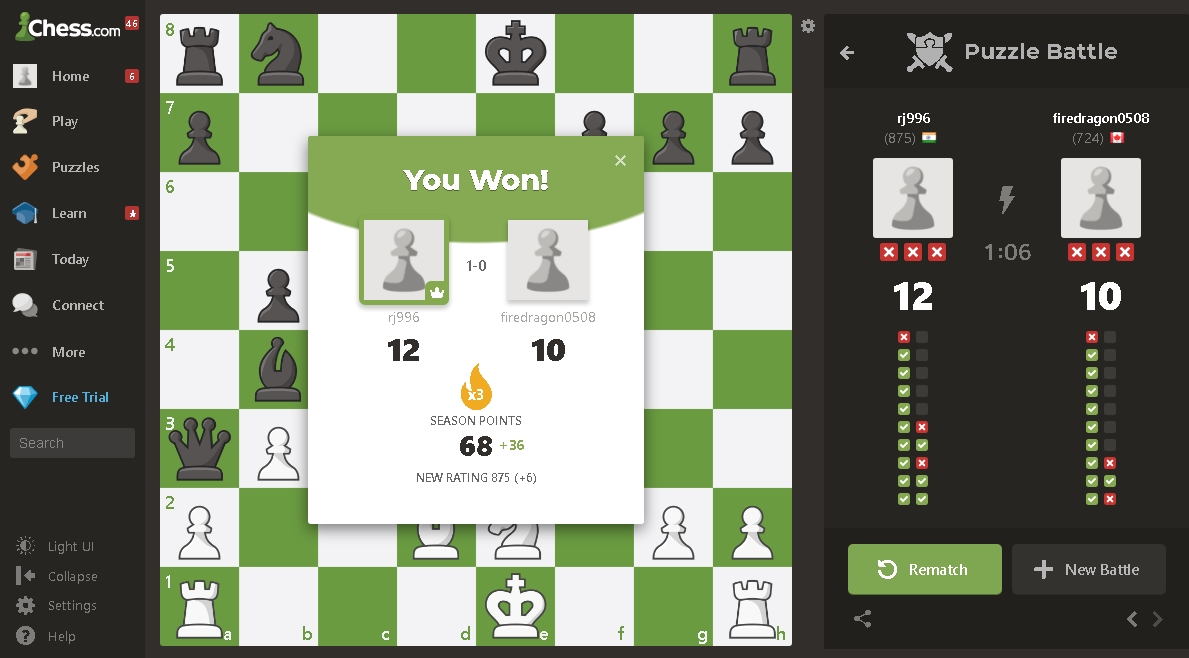 Chess.com 46
Home 6
Play
Puzzles
Learn
Today
Connect
More
Free Trial
Search
Light UI
Collapse
Settings
Help
8
7
6
5
4
3
2
1
a b c d e f g h
You Won!
1-0
rj996 firedragon0508
12 10
x3
SEASON POINTS
68 +36
NEW RATING 875 (+6)
Puzzle Battle
rj996 firedragon0508
(875) (724)
1:06
12 10
Rematch
New Battle